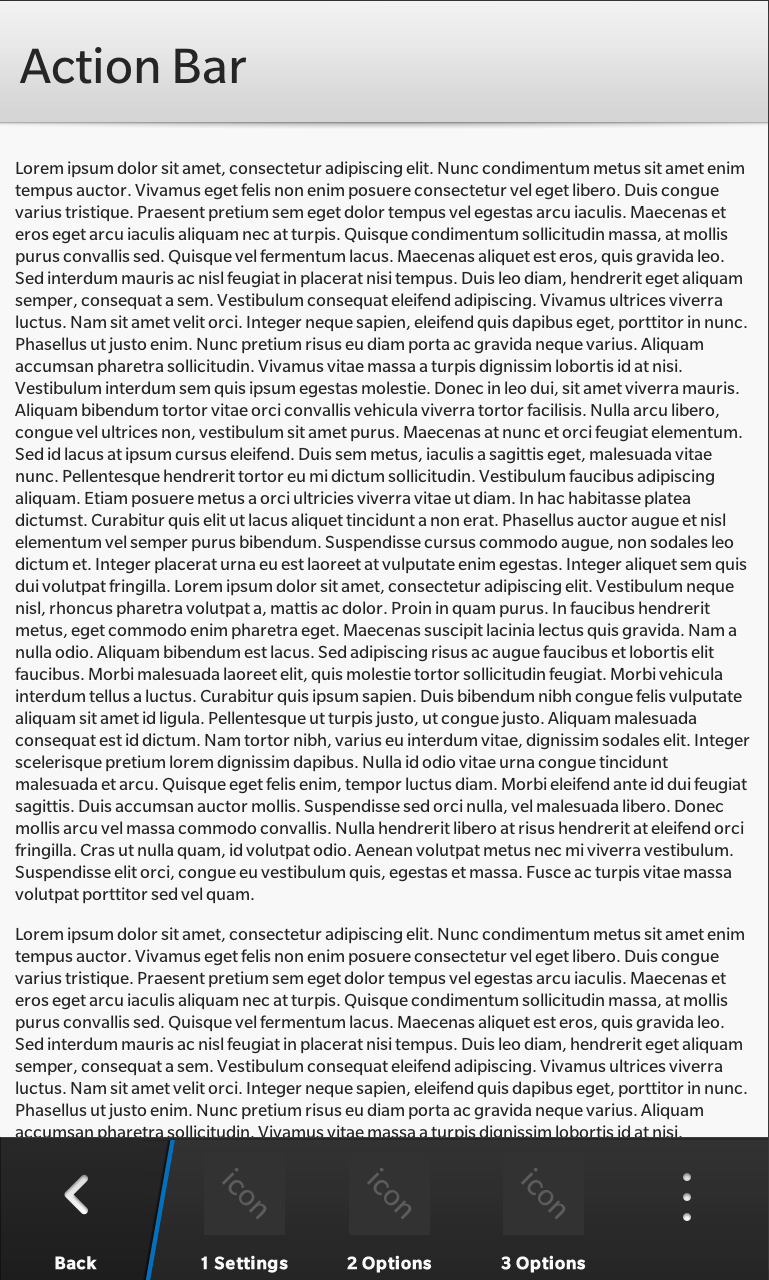 Action Bar
Lorem ipsum dolor sit amet, consectetur adipiscing elit. Nunc condimentum metus sit amet enim
tempus auctor. Vivamus eget felis non enim posuere consectetur vel eget libero. Duis congue
varius tristique. Praesent pretium sem eget dolor tempus vel egestas arcu iaculis. Maecenas et
eros eget arcu iaculis aliquam nec at turpis. Quisque condimentum sollicitudin massa, at mollis
purus convallis sed. Quisque vel fermentum lacus. Maecenas aliquet est eros, quis gravida leo.
Sed interdum mauris ac nisl feugiat in placerat nisi tempus. Duis leo diam, hendrerit eget aliquam
semper, consequat a sem. Vestibulum consequat eleifend adipiscing. Vivamus ultrices viverra
luctus. Nam sit amet velit orci. Integer neque sapien, eleifend quis dapibus eget, porttitor in nunc.
Phasellus ut justo enim. Nunc pretium risus eu diam porta ac gravida neque varius. Aliquam
accumsan pharetra sollicitudin. Vivamus vitae massa a turpis dignissim lobortis id at nisi.
Vestibulum interdum sem quis ipsum egestas molestie. Donec in leo dui, sit amet viverra mauris.
Aliquam bibendum tortor vitae orci convallis vehicula viverra tortor facilisis. Nulla arcu libero,
congue vel ultrices non, vestibulum sit amet purus. Maecenas at nunc et orci feugiat elementum.
Sed id lacus at ipsum cursus eleifend. Duis sem metus, iaculis a sagittis eget, malesuada vitae
nunc. Pellentesque hendrerit tortor eu mi dictum sollicitudin. Vestibulum faucibus adipiscing
aliquam. Etiam posuere metus a orci ultricies viverra vitae ut diam. In hac habitasse platea
dictumst. Curabitur quis elit ut lacus aliquet tincidunt a non erat. Phasellus auctor augue et nisl
elementum vel semper purus bibendum. Suspendisse cursus commodo augue, non sodales leo
dictum et. Integer placerat urna eu est laoreet at vulputate enim egestas. Integer aliquet sem quis
dui volutpat fringilla. Lorem ipsum dolor sit amet, consectetur adipiscing elit. Vestibulum neque
nisl, rhoncus pharetra volutpat a, mattis ac dolor. Proin in quam purus. In faucibus hendrerit
metus, eget commodo enim pharetra eget. Maecenas suscipit lacinia lectus quis gravida. Nam a
nulla odio. Aliquam bibendum est lacus. Sed adipiscing risus ac augue faucibus et lobortis elit
faucibus. Morbi malesuada laoreet elit, quis molestie tortor sollicitudin feugiat. Morbi vehicula
interdum tellus a luctus. Curabitur quis ipsum sapien. Duis bibendum nibh congue felis vulputate
aliquam sit amet id ligula. Pellentesque ut turpis justo, ut congue justo. Aliquam malesuada
consequat est id dictum. Nam tortor nibh, varius eu interdum vitae, dignissim sodales elit. Integer
scelerisque pretium lorem dignissim dapibus. Nulla id odio vitae urna congue tincidunt
malesuada et arcu. Quisque eget felis enim, tempor luctus diam. Morbi eleifend ante id dui feugiat
sagittis. Duis accumsan auctor mollis. Suspendisse sed orci nulla, vel malesuada libero. Donec
mollis arcu vel massa commodo convallis. Nulla hendrerit libero at risus hendrerit at eleifend orci
fringilla. Cras ut nulla quam, id volutpat odio. Aenean volutpat metus nec mi viverra vestibulum.
Suspendisse elit orci, congue eu vestibulum quis, egestas et massa. Fusce ac turpis vitae massa
volutpat porttitor sed vel quam.
Lorem ipsum dolor sit amet, consectetur adipiscing elit. Nunc condimentum metus sit amet enim
tempus auctor. Vivamus eget felis non enim posuere consectetur vel eget libero. Duis congue
varius tristique. Praesent pretium sem eget dolor tempus vel egestas arcu iaculis. Maecenas et
eros eget arcu iaculis aliquam nec at turpis. Quisque condimentum sollicitudin massa, at mollis
purus convallis sed. Quisque vel fermentum lacus. Maecenas aliquet est eros, quis gravida leo.
Sed interdum mauris ac nisl feugiat in placerat nisi tempus. Duis leo diam, hendrerit eget aliquam
semper, consequat a sem. Vestibulum consequat eleifend adipiscing. Vivamus ultrices viverra
luctus. Nam sit amet velit orci. Integer neque sapien, eleifend quis dapibus eget, porttitor in nunc.
Phasellus ut justo enim. Nunc pretium risus eu diam porta ac gravida neque varius. Aliquam
accumsan pharetra sollicitudin. Vivamus vitae massa a turpis dignissim lobortis id at nisi.
icon icon icon
Back 1 Settings 2 Options 3 Options